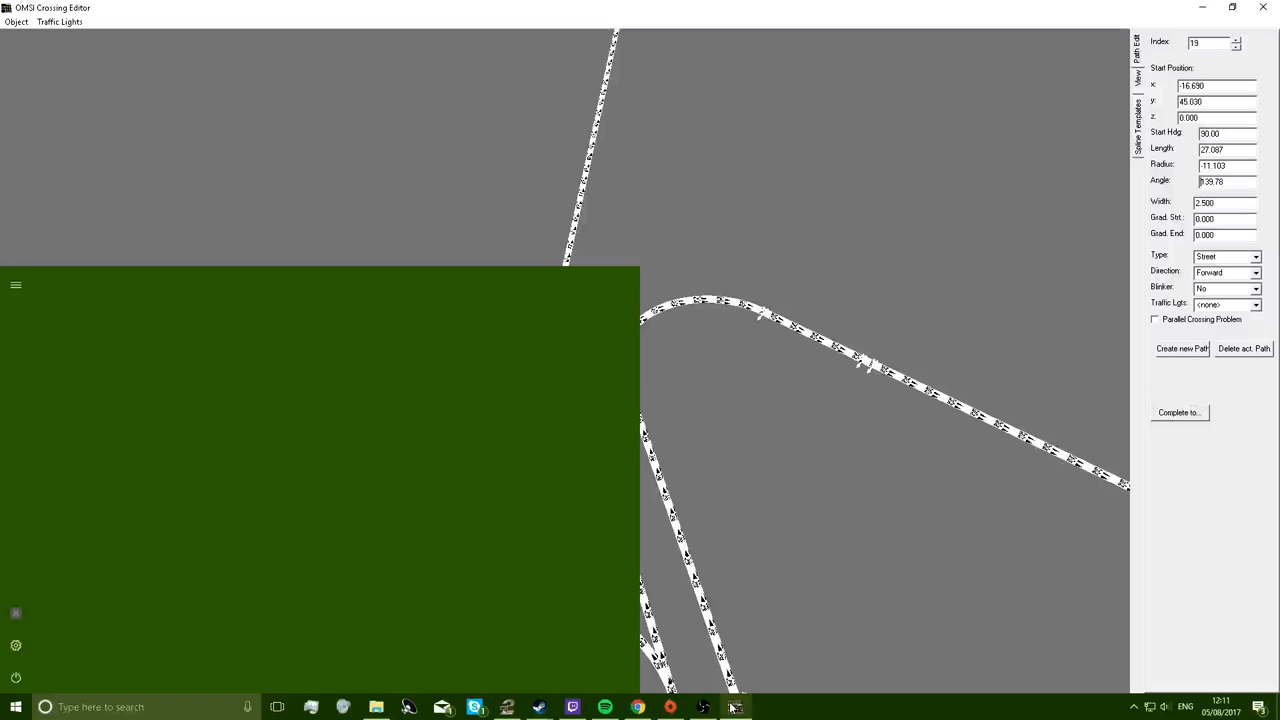 OMSI Crossing Editor
Object Traffic Lights
Index: 19
Start Position:
x: -16.690
y: 45.030
z: 0.000
Start Hdg: 90.00
Length: 27.087
Radius: -11.103
Angle: 139.78
Width: 2.500
Grad. Strt.: 0.000
Grad. End: 0.000
Type: Street
Direction: Forward
Blinker: No
Traffic Lgts: <none>
Parallel Crossing Problem
Create new Path Delete act. Path
Complete to...
Path Edit
View
Spline Templates
Type here to search
ENG
12:11
05/08/2017